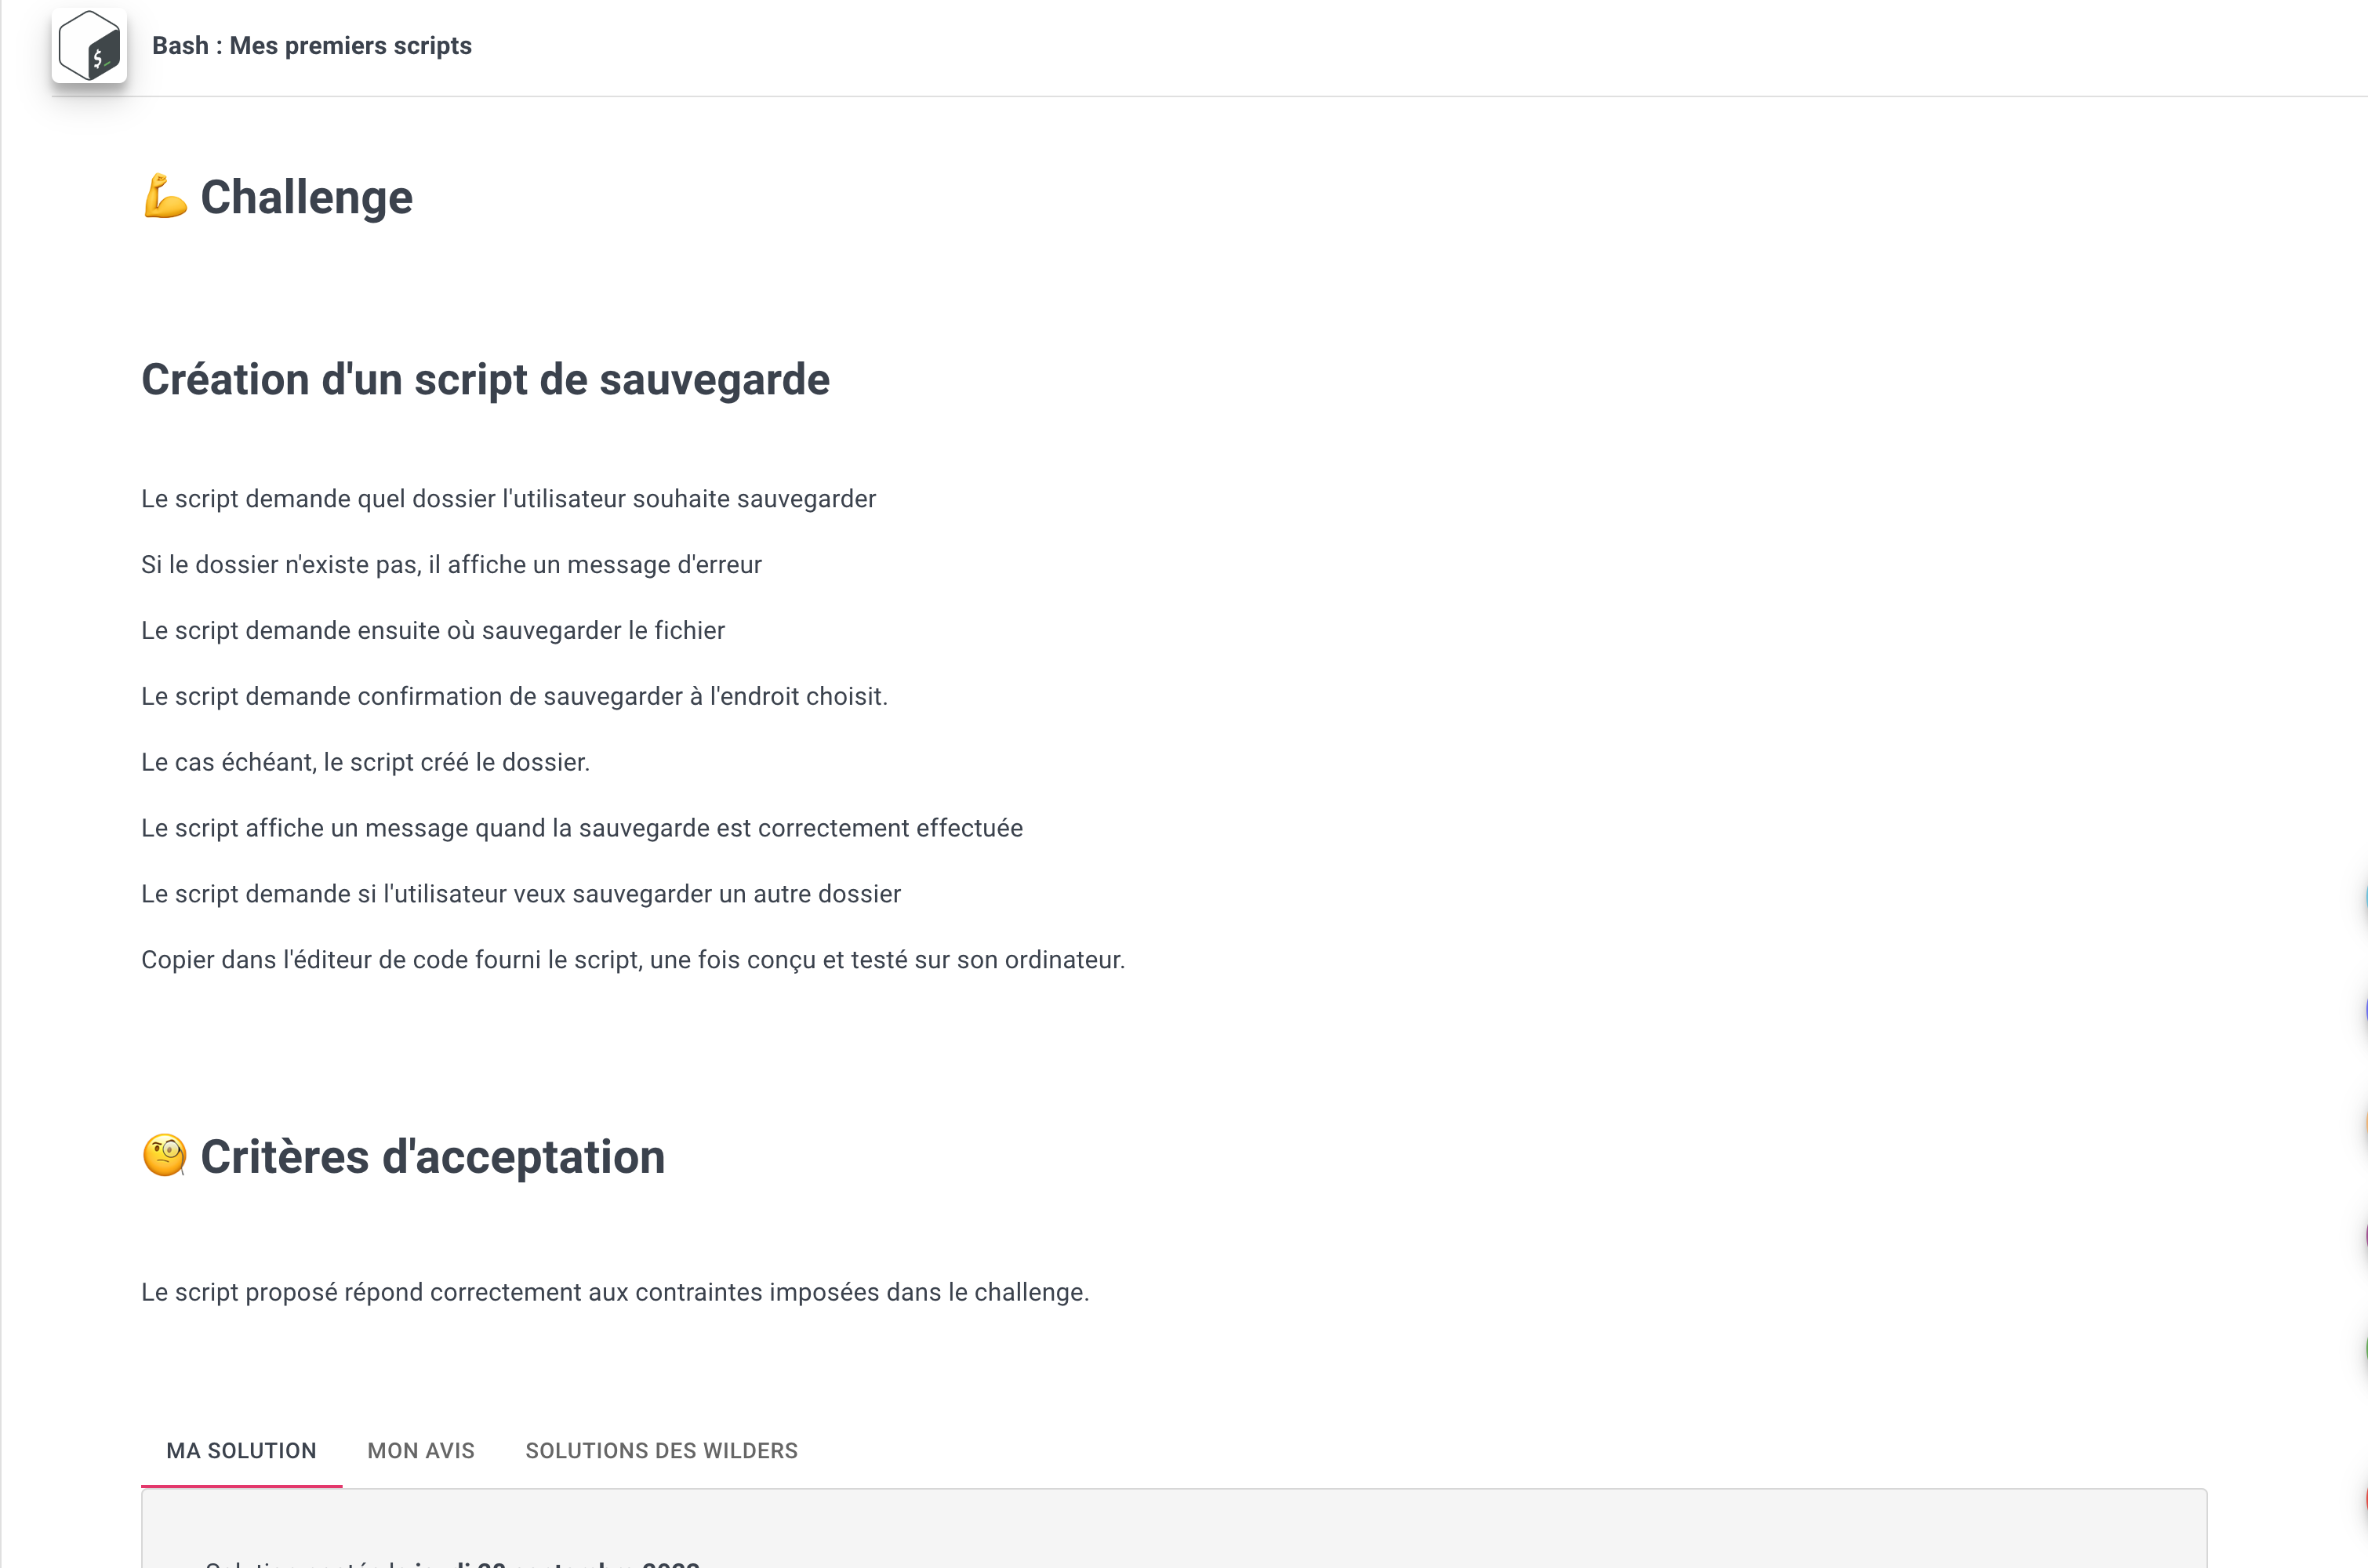 $_
Bash : Mes premiers scripts
💪 Challenge
Création d'un script de sauvegarde
Le script demande quel dossier l'utilisateur souhaite sauvegarder
Si le dossier n'existe pas, il affiche un message d'erreur
Le script demande ensuite où sauvegarder le fichier
Le script demande confirmation de sauvegarder à l'endroit choisit.
Le cas échéant, le script créé le dossier.
Le script affiche un message quand la sauvegarde est correctement effectuée
Le script demande si l'utilisateur veux sauvegarder un autre dossier
Copier dans l'éditeur de code fourni le script, une fois conçu et testé sur son ordinateur.
🧐 Critères d'acceptation
Le script proposé répond correctement aux contraintes imposées dans le challenge.
MA SOLUTION MON AVIS SOLUTIONS DES WILDERS